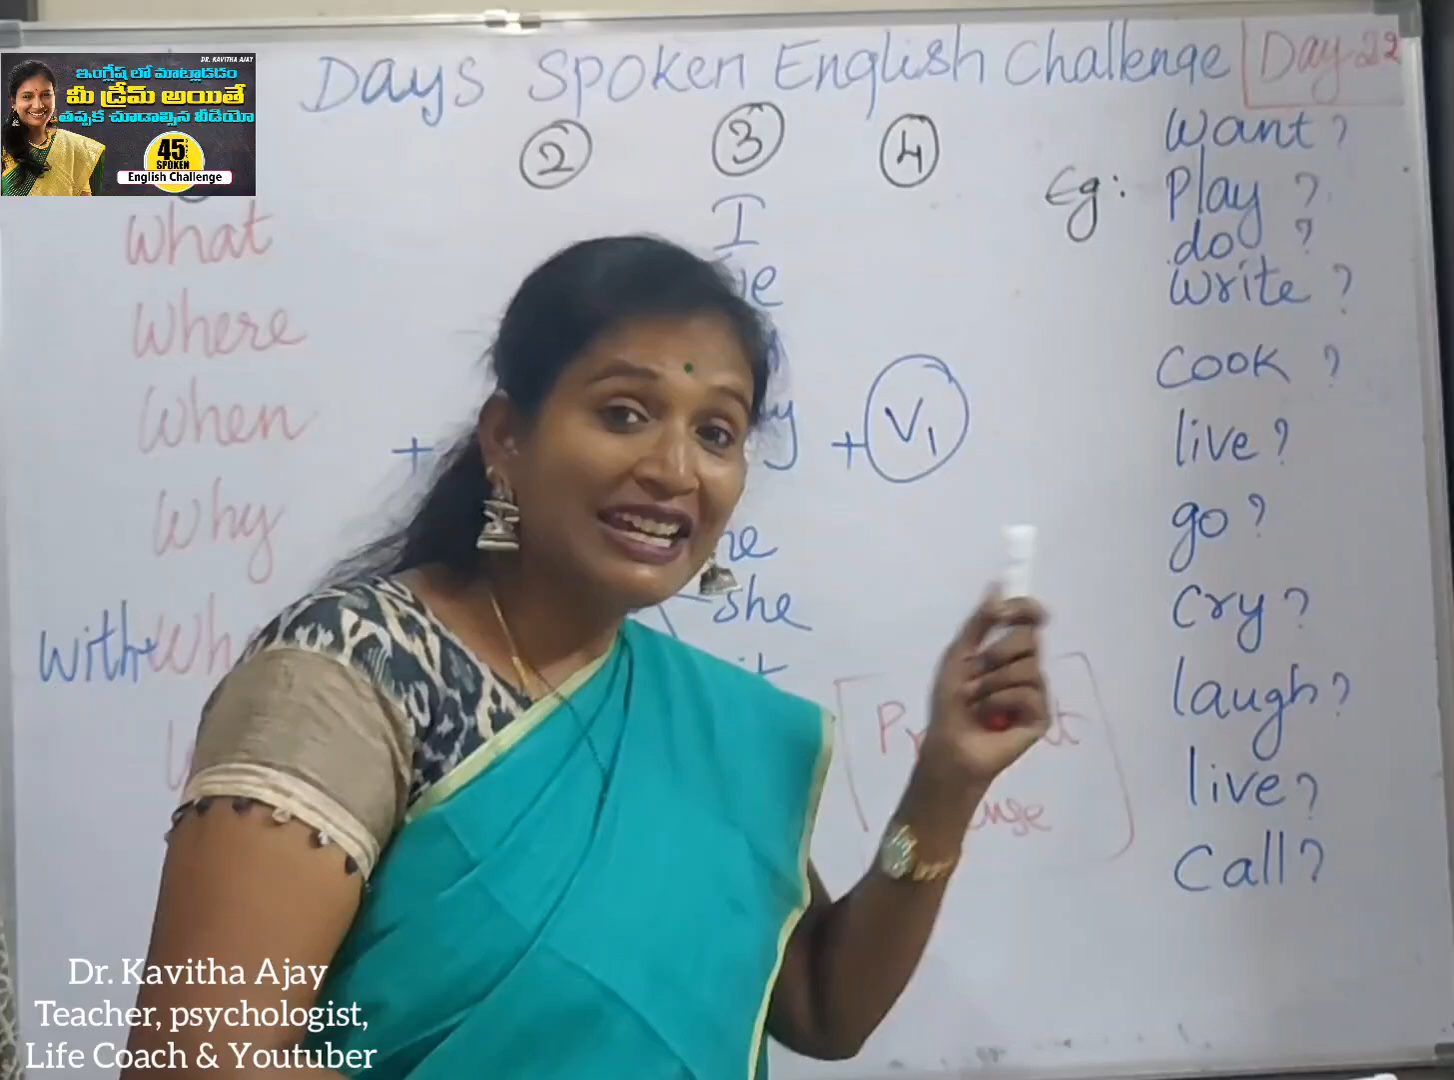 DR. KAVITHA AJAY
ఇంగ్లీష్ లో మాట్లాడడం
మీ డ్రీమ్ అయితే
తప్పక చూడాల్సిన వీడియో
45
SPOKEN
English Challenge
Days Spoken English Challenge Day-22
2 3 4
want?
Eg: Play ?
do ?
write ?
cook ?
live ?
go ?
cry ?
laugh?
live?
call?
what
where
when
why
with
I
+
+ V1
she
Dr. Kavitha Ajay
Teacher, psychologist,
Life Coach & Youtuber